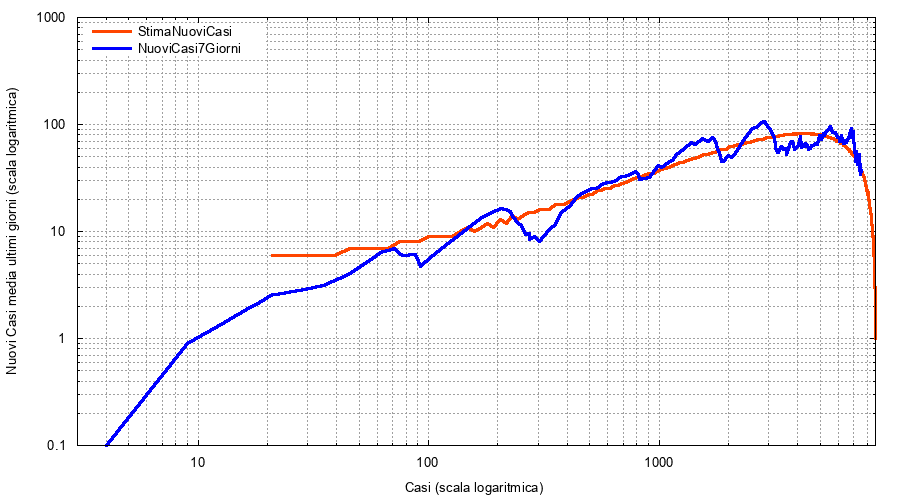 1000
StimaNuoviCasi
NuoviCasi7Giorni
100
10
1
0.1
Nuovi Casi media ultimi giorni (scala logaritmica)
10
100
1000
Casi (scala logaritmica)